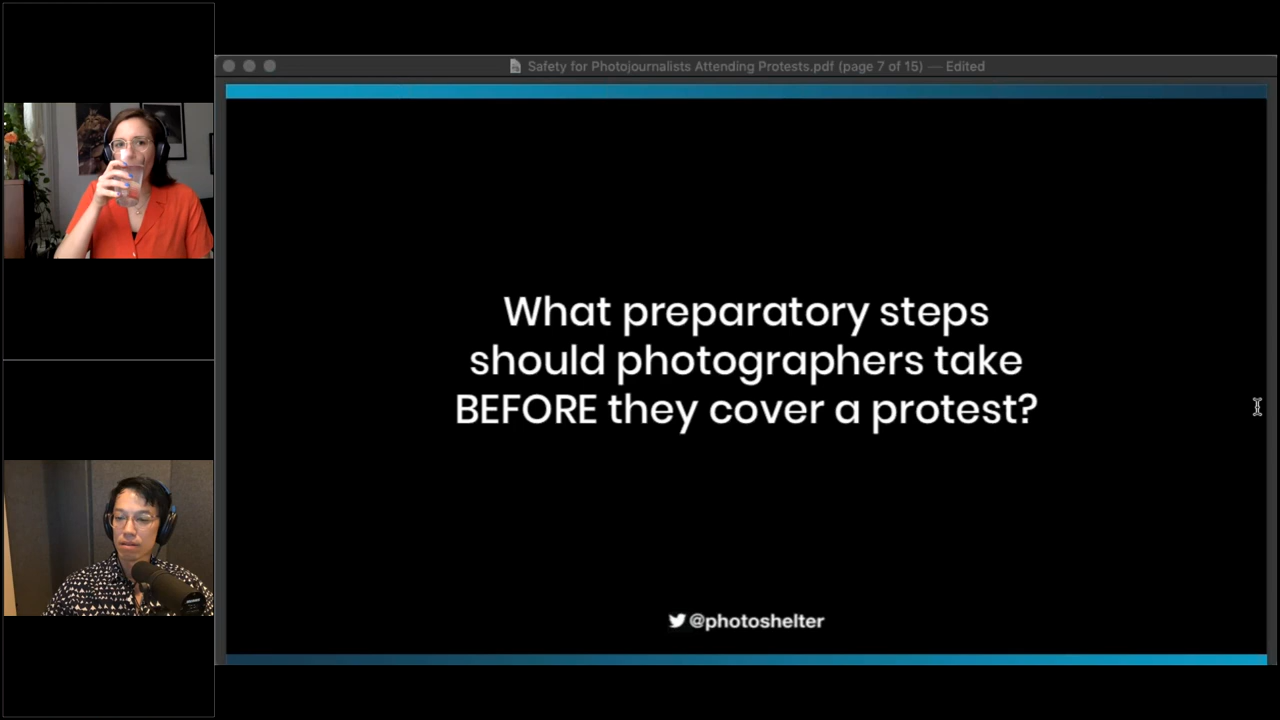 Safety for Photojournalists Attending Protests.pdf (page 7 of 15) — Edited
What preparatory steps
should photographers take
BEFORE they cover a protest?
@photoshelter